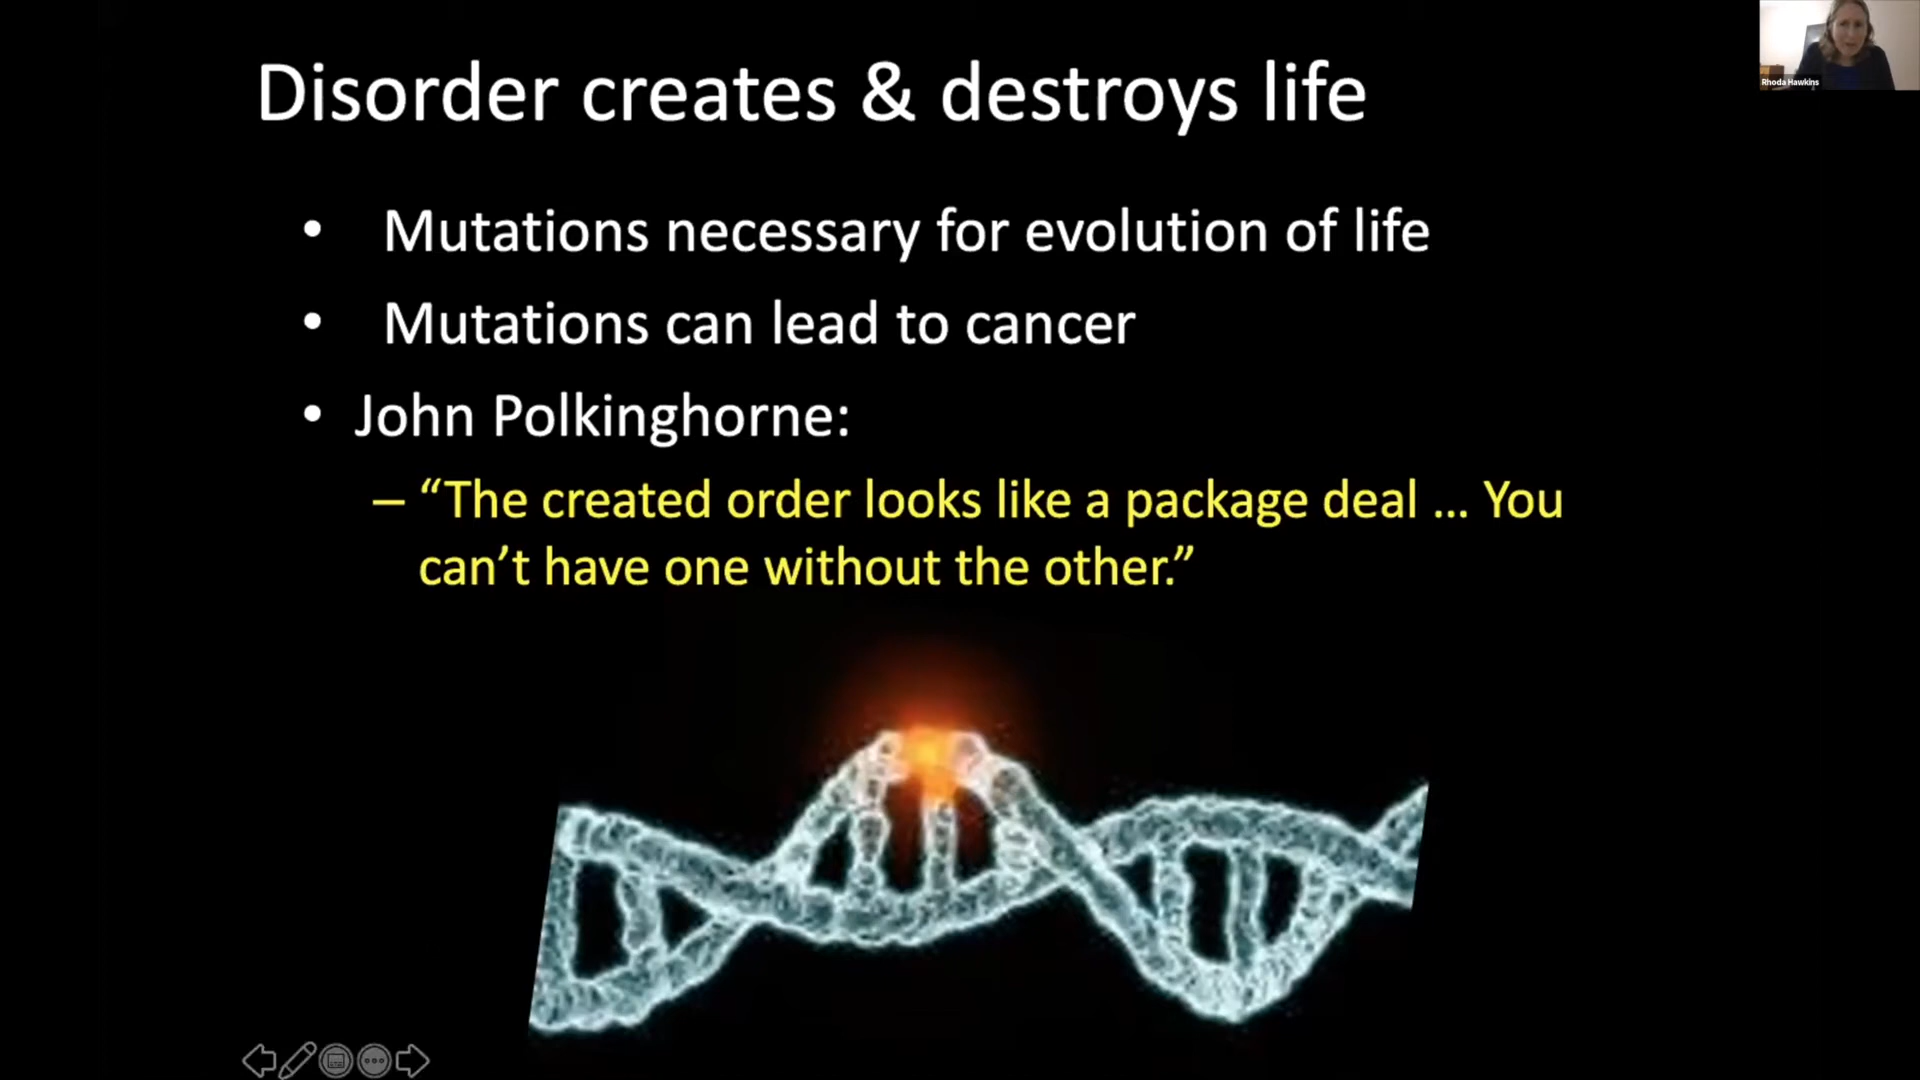 Disorder creates & destroys life
Rhoda Hawkins
• Mutations necessary for evolution of life
• Mutations can lead to cancer
• John Polkinghorne:
– “The created order looks like a package deal ... You
can’t have one without the other.”